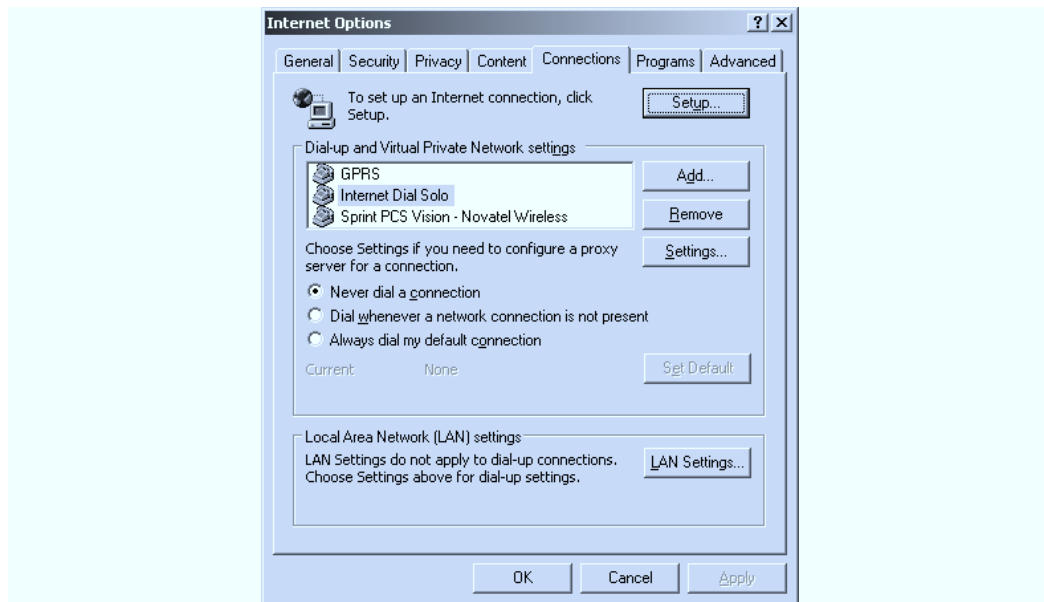 Internet Options
General Security Privacy Content Connections Programs Advanced
To set up an Internet connection, click
Setup.
Setup...
Dial-up and Virtual Private Network settings
GPRS
Internet Dial Solo
Sprint PCS Vision - Novatel Wireless
Add...
Remove
Choose Settings if you need to configure a proxy
server for a connection.
Settings...
Never dial a connection
Dial whenever a network connection is not present
Always dial my default connection
Current None
Set Default
Local Area Network (LAN) settings
LAN Settings do not apply to dial-up connections.
Choose Settings above for dial-up settings.
LAN Settings...
OK Cancel Apply